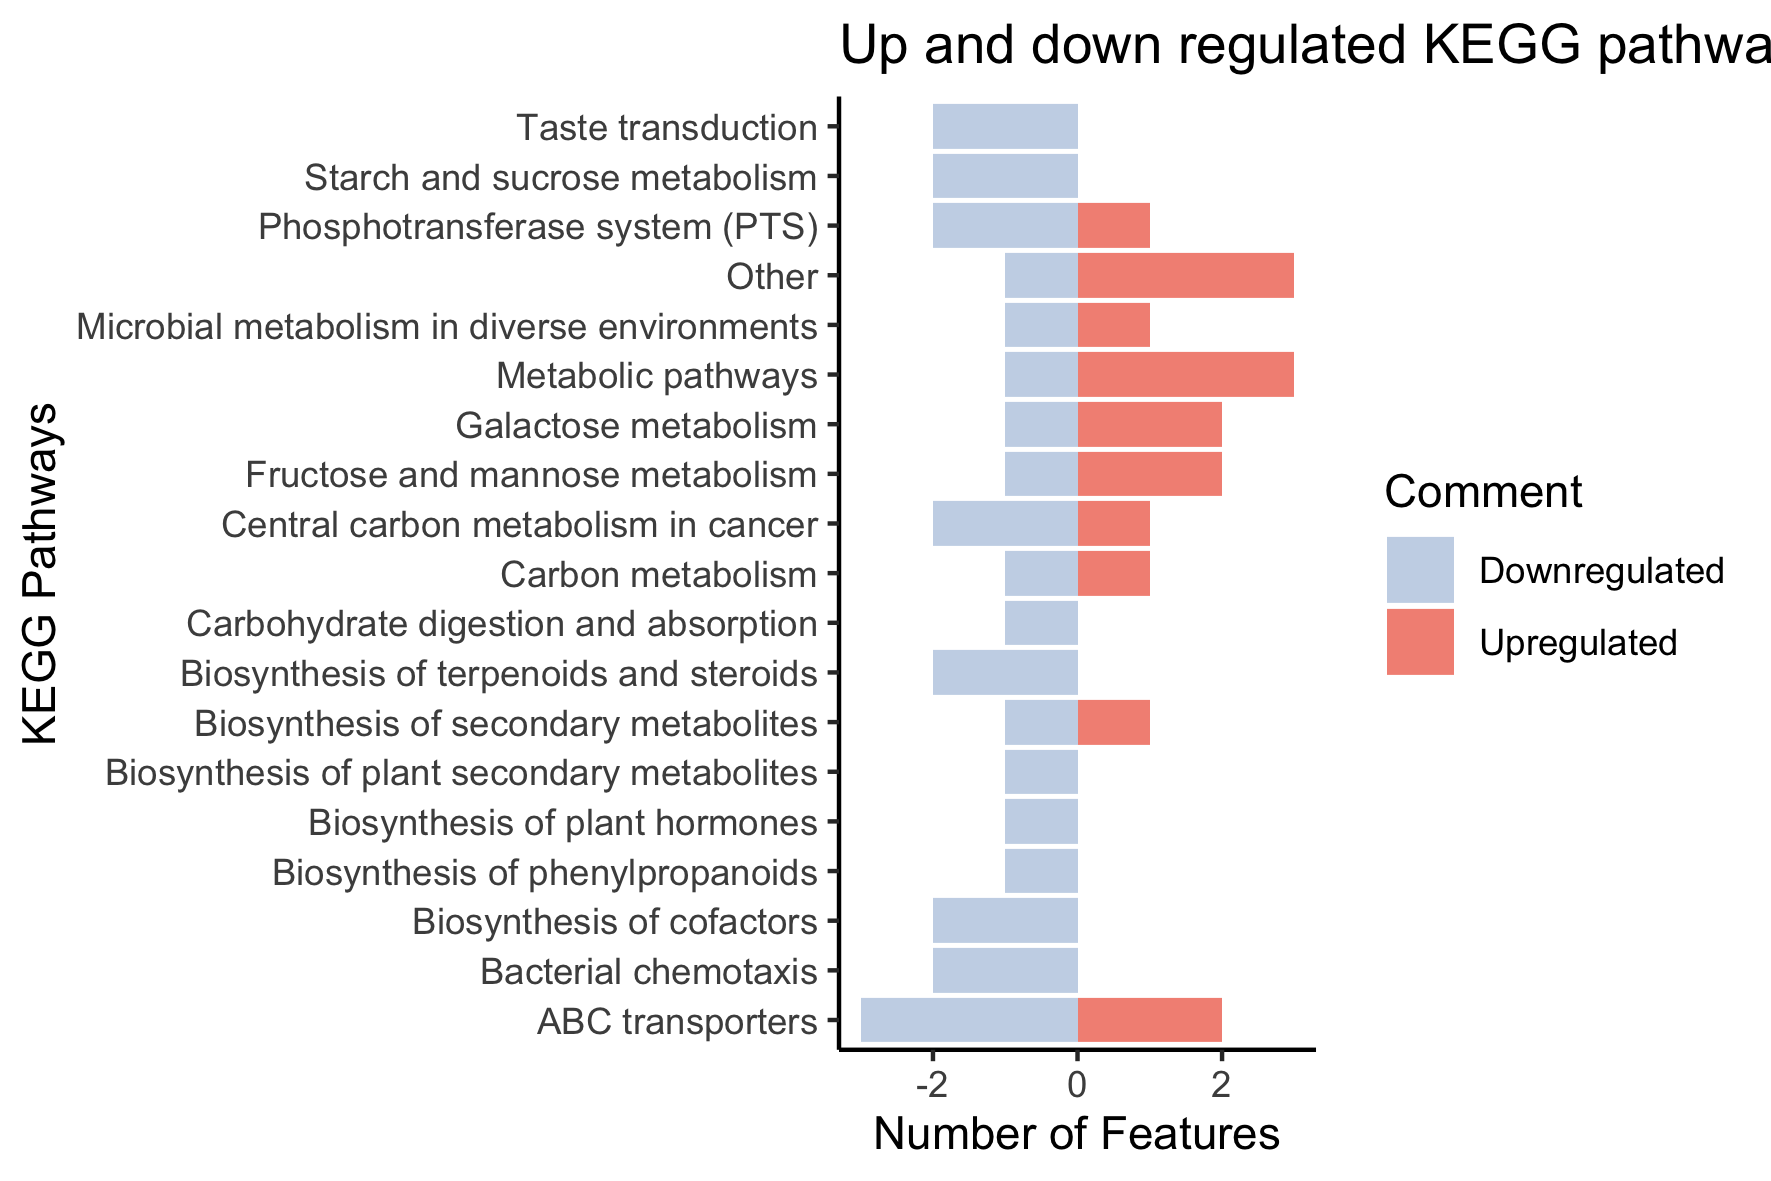 Up and down regulated KEGG pathwa
Taste transduction
Starch and sucrose metabolism
Phosphotransferase system (PTS)
Other
Microbial metabolism in diverse environments
Metabolic pathways
Galactose metabolism
Fructose and mannose metabolism
Central carbon metabolism in cancer
Carbon metabolism
Carbohydrate digestion and absorption
Biosynthesis of terpenoids and steroids
Biosynthesis of secondary metabolites
Biosynthesis of plant secondary metabolites
Biosynthesis of plant hormones
Biosynthesis of phenylpropanoids
Biosynthesis of cofactors
Bacterial chemotaxis
ABC transporters
KEGG Pathways
-2 0 2
Number of Features
Comment
Downregulated
Upregulated